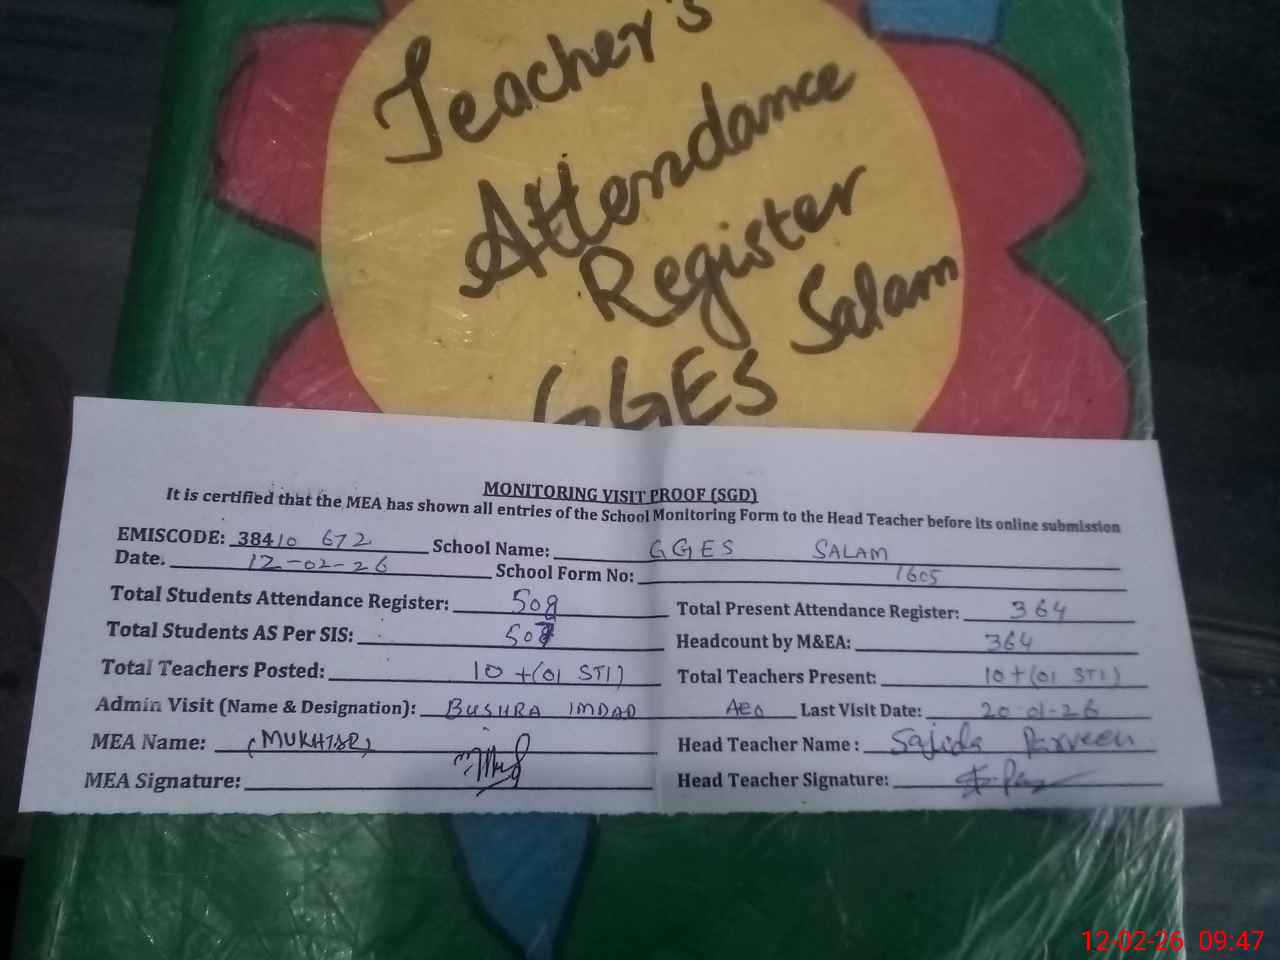 Teacher's
Attendance
Register
GGES Salam
MONITORING VISIT PROOF (SGD)
It is certified that the MEA has shown all entries of the School Monitoring Form to the Head Teacher before its online submission
EMISCODE: 38410 672 School Name: GGES SALAM
Date. 12-02-26 School Form No: 1605
Total Students Attendance Register: 508 Total Present Attendance Register: 364
Total Students AS Per SIS: Headcount by M&EA: 364
Total Teachers Posted: 10 + (01 STI) Total Teachers Present: 10 + (01 STI)
Admin Visit (Name & Designation): BUSHRA IMDAD AEO Last Visit Date: 20-01-26
MEA Name: (MUKHTAR) Head Teacher Name : Sajida Parveen
MEA Signature: Head Teacher Signature:
12-02-26 09:47